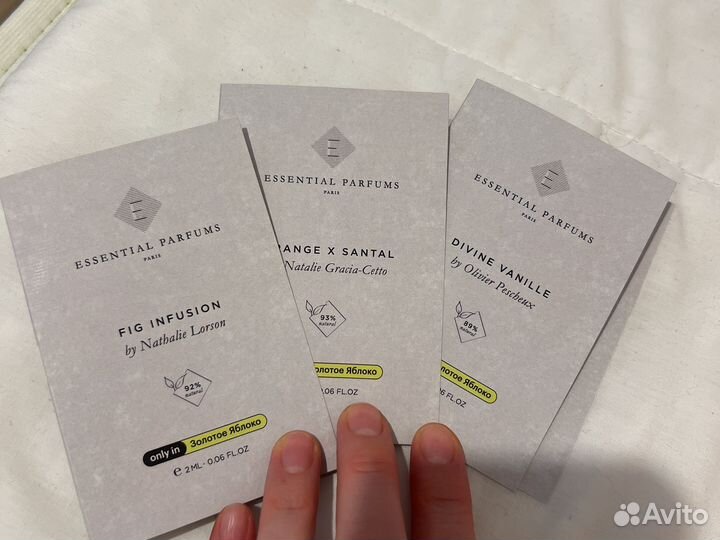 ESSENTIAL PARFUMS
PARIS
FIG INFUSION
by Nathalie Lorson
92%
natural
only in Золотое Яблоко
e 2 ML · 0.06 FL.OZ
ESSENTIAL PARFUMS
PARIS
RANGE X SANTAL
Natalie Gracia-Cetto
93%
natural
Золотое Яблоко
0.06 FL.OZ
ESSENTIAL PARFUMS
PARIS
DIVINE VANILLE
by Olivier Pescheux
89%
natural
Золотое Яблоко
06 FL.OZ
Avito